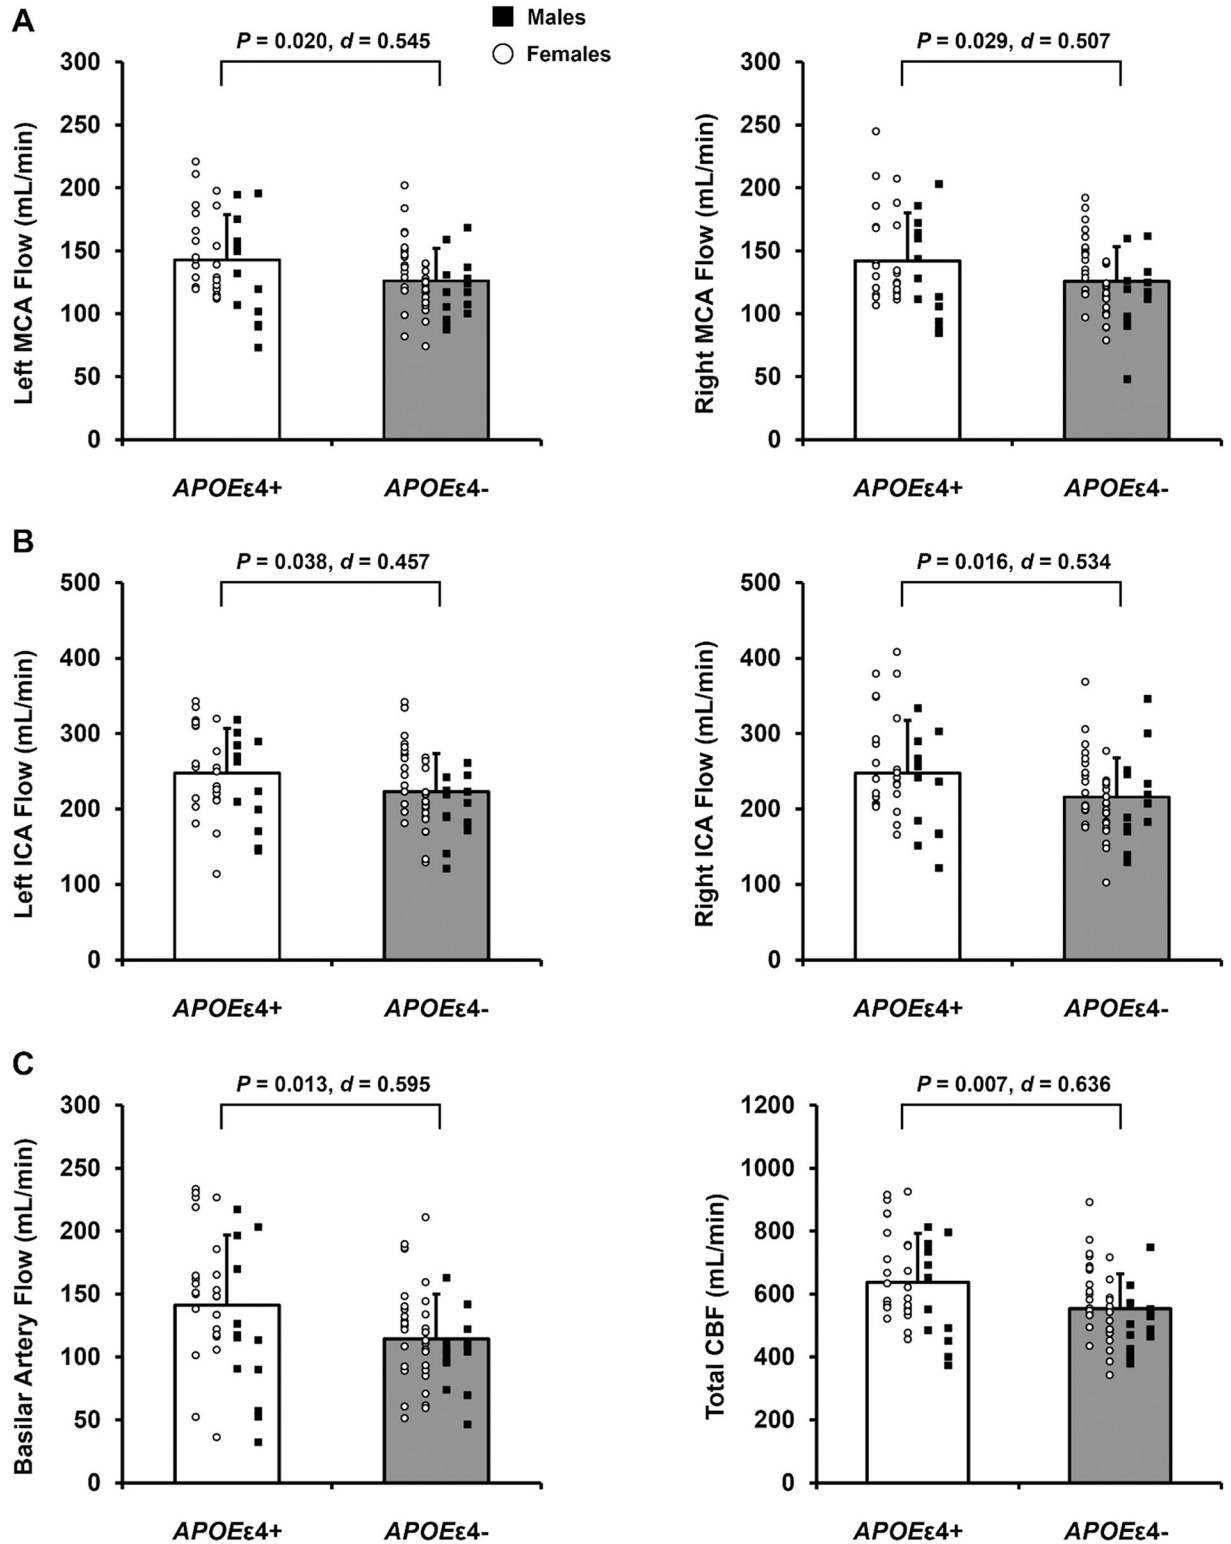 A
Males
Females
P = 0.020, d = 0.545
300
250
200
150
100
50
0
Left MCA Flow (mL/min)
APOEε4+ APOEε4-
P = 0.029, d = 0.507
300
250
200
150
100
50
0
Right MCA Flow (mL/min)
APOEε4+ APOEε4-
B
P = 0.038, d = 0.457
500
400
300
200
100
0
Left ICA Flow (mL/min)
APOEε4+ APOEε4-
P = 0.016, d = 0.534
500
400
300
200
100
0
Right ICA Flow (mL/min)
APOEε4+ APOEε4-
C
P = 0.013, d = 0.595
300
250
200
150
100
50
0
Basilar Artery Flow (mL/min)
APOEε4+ APOEε4-
P = 0.007, d = 0.636
1200
1000
800
600
400
200
0
Total CBF (mL/min)
APOEε4+ APOEε4-